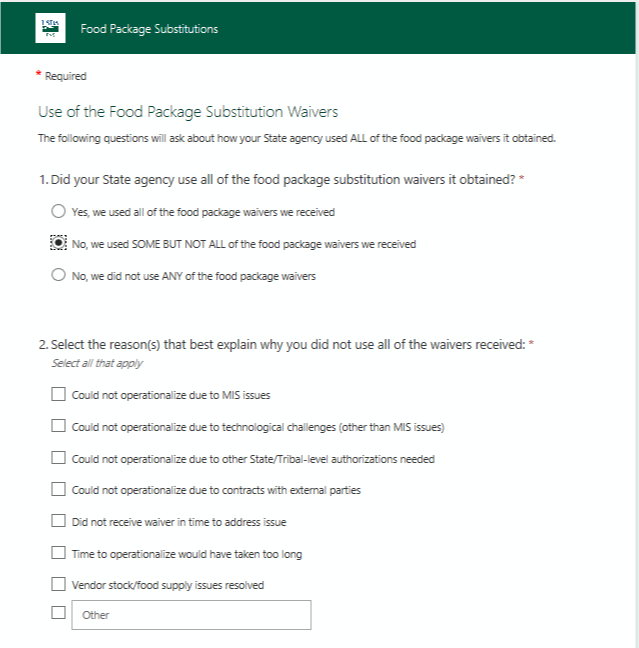 Food Package Substitutions
* Required
Use of the Food Package Substitution Waivers
The following questions will ask about how your State agency used ALL of the food package waivers it obtained.
1. Did your State agency use all of the food package substitution waivers it obtained? *
Yes, we used all of the food package waivers we received
No, we used SOME BUT NOT ALL of the food package waivers we received
No, we did not use ANY of the food package waivers
2. Select the reason(s) that best explain why you did not use all of the waivers received: *
Select all that apply
Could not operationalize due to MIS issues
Could not operationalize due to technological challenges (other than MIS issues)
Could not operationalize due to other State/Tribal-level authorizations needed
Could not operationalize due to contracts with external parties
Did not receive waiver in time to address issue
Time to operationalize would have taken too long
Vendor stock/food supply issues resolved
Other